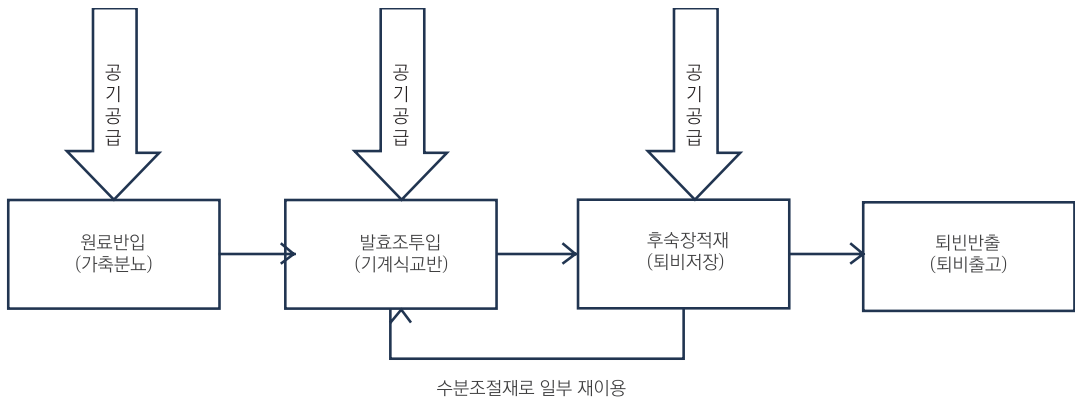 공기공급
공기공급
공기공급
원료반입
(가축분뇨)
발효조투입
(기계식교반)
후숙장적재
(퇴비저장)
퇴빈반출
(퇴비출고)
수분조절재로 일부 재이용